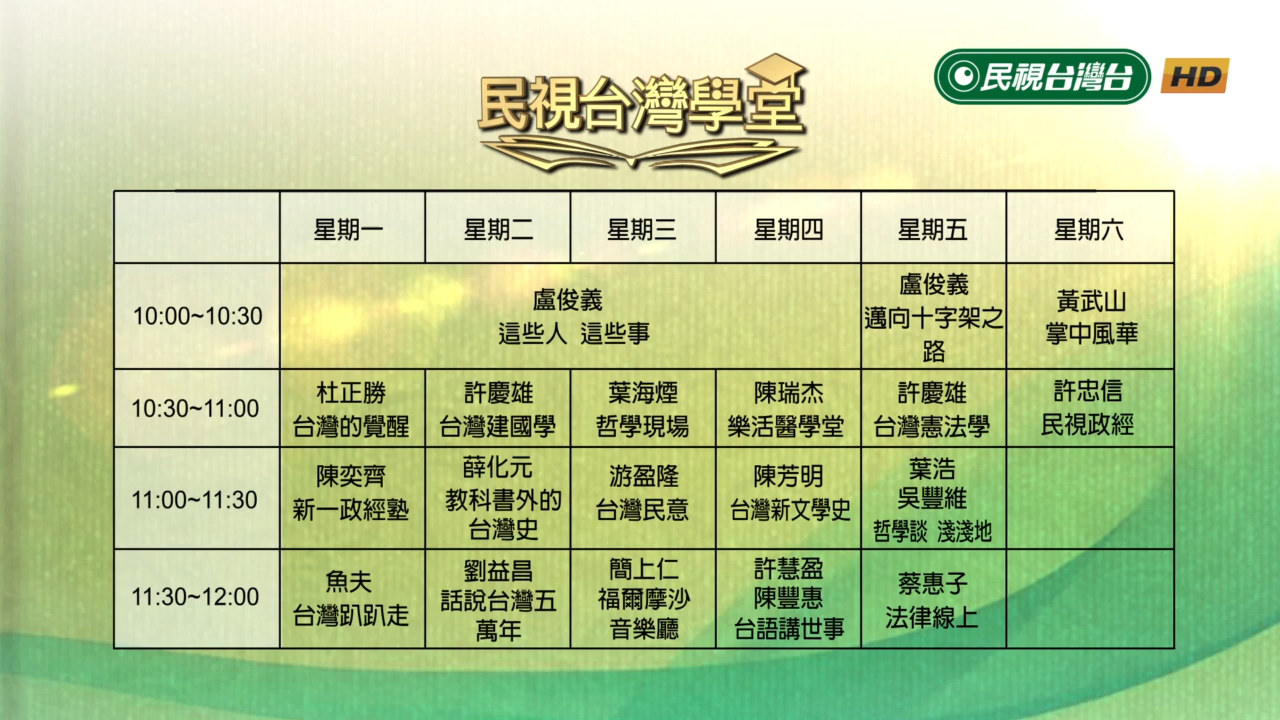 民視台灣學堂
民視台灣台 HD
星期一 星期二 星期三 星期四 星期五 星期六
10:00~10:30
盧俊義
這些人 這些事
盧俊義
邁向十字架之
路
黃武山
掌中風華
10:30~11:00
杜正勝
台灣的覺醒
許慶雄
台灣建國學
葉海煙
哲學現場
陳瑞杰
樂活醫學堂
許慶雄
台灣憲法學
許忠信
民視政經
11:00~11:30
陳奕齊
新一政經塾
薛化元
教科書外的
台灣史
游盈隆
台灣民意
陳芳明
台灣新文學史
葉浩
吳豐維
哲學談 淺淺地
11:30~12:00
魚夫
台灣趴趴走
劉益昌
話說台灣五
萬年
簡上仁
福爾摩沙
音樂廳
許慧盈
陳豐惠
台語講世事
蔡惠子
法律線上